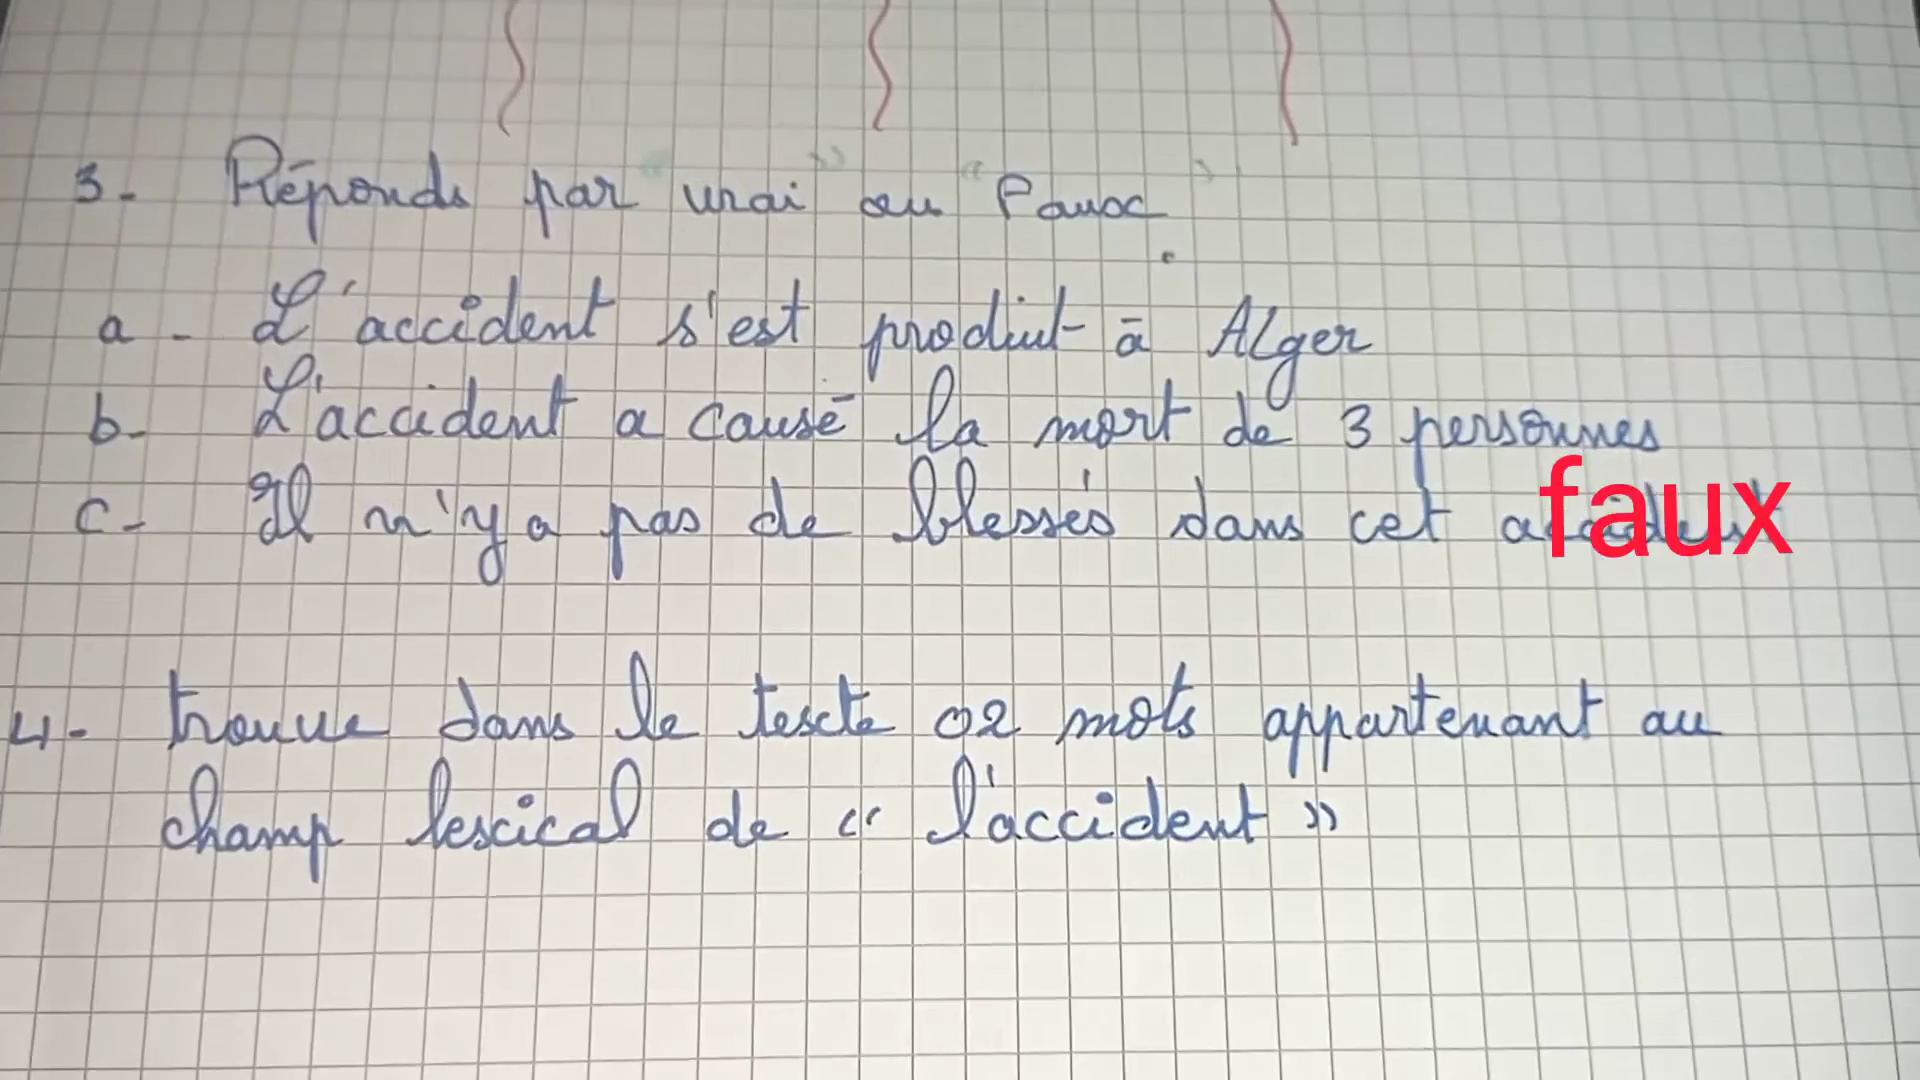 3- Réponds par "vrai" ou "faux".
a - L'accident s'est produit à Alger
b- L'accident a causé la mort de 3 personnes
c- Il n'y a pas de blessés dans cet accident
faux
4- trouve dans le texte 02 mots appartenant au
champ lexical de « l'accident »